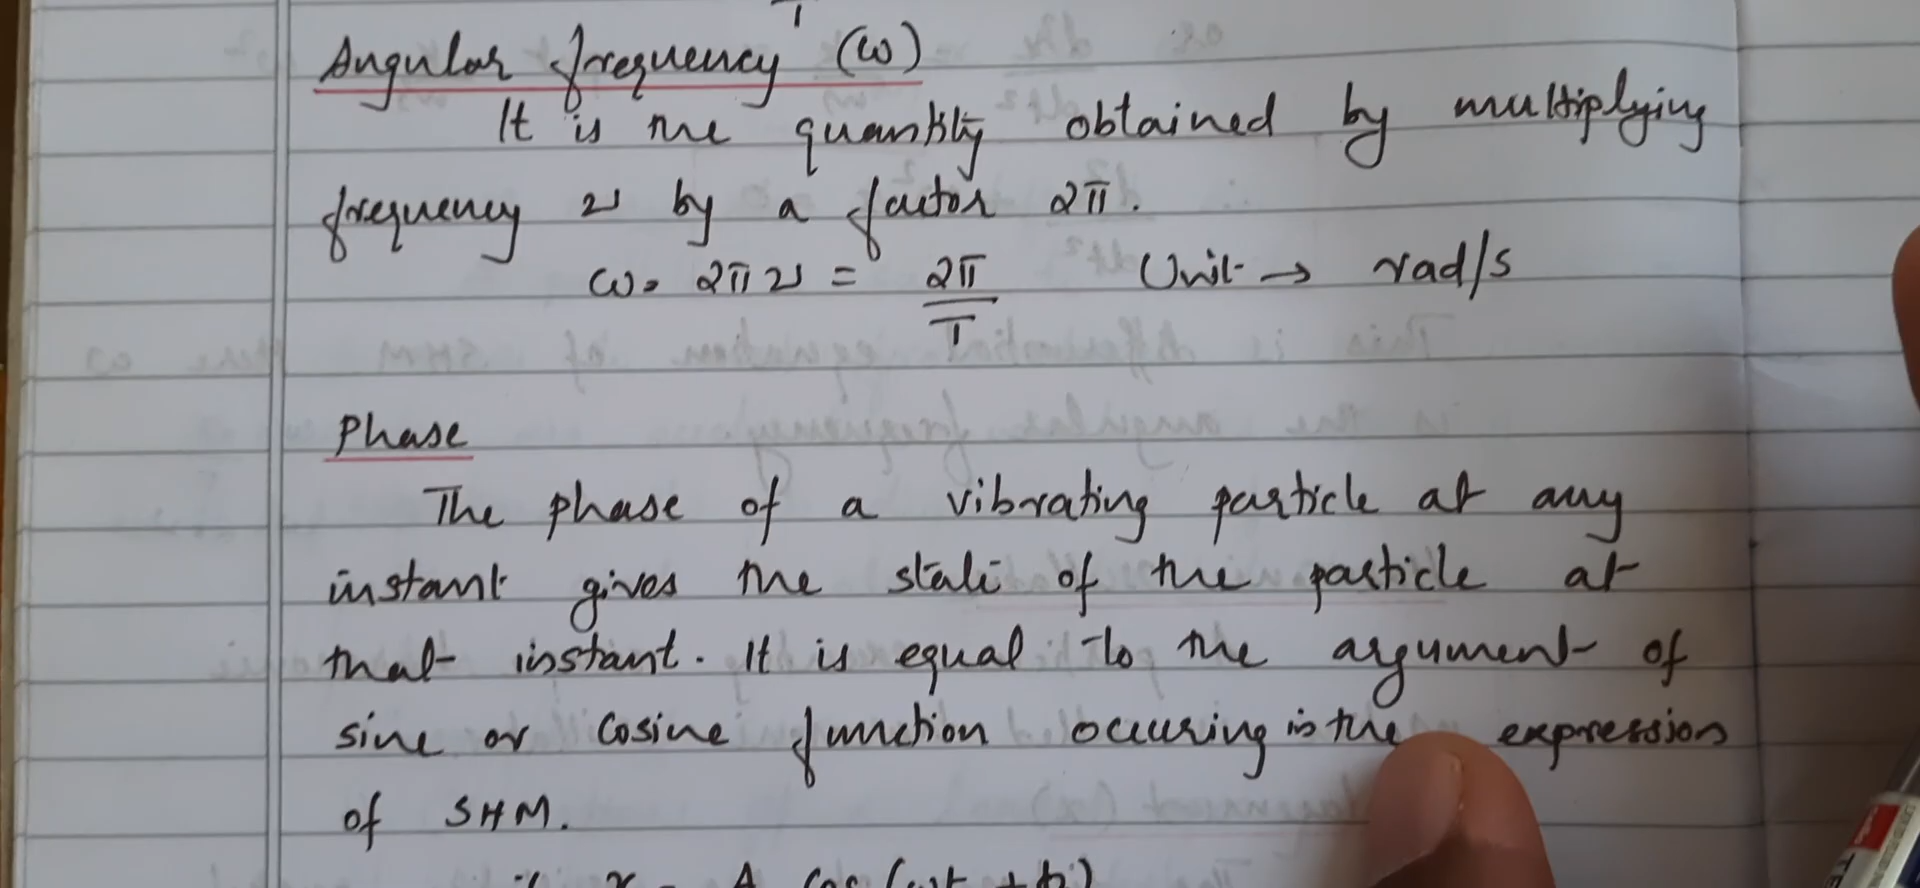 T
Angular frequency (ω)
It is the quantity obtained by multiplying
frequency ν by a factor 2π.
ω = 2πν = 2π/T Unit → rad/s
Phase
The phase of a vibrating particle at any
instant gives the state of the particle at
that instant. It is equal to the argument of
sine or cosine function occuring in the expression
of SHM.
x = A cos (ωt + ϕ)